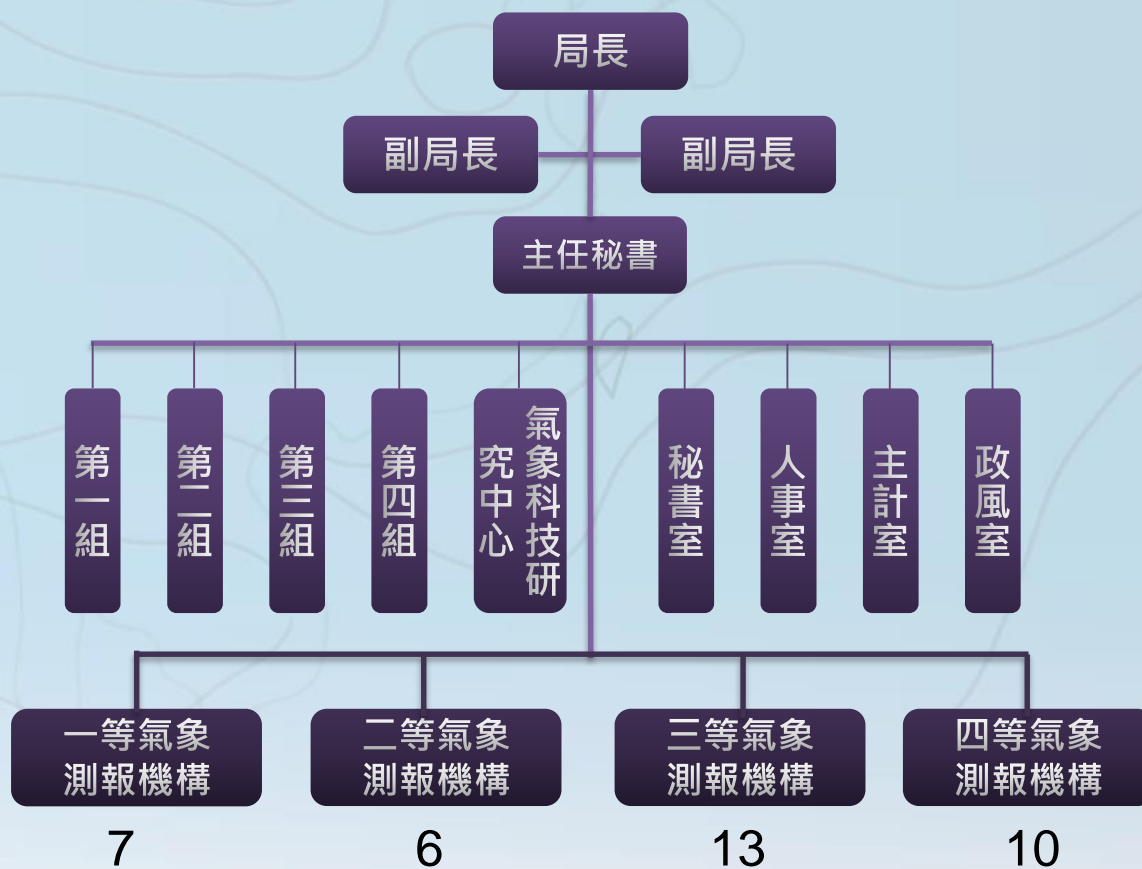 局長
副局長
副局長
主任秘書
第一組
第二組
第三組
第四組
氣象科技研
究中心
秘書室
人事室
主計室
政風室
一等氣象
測報機構
二等氣象
測報機構
三等氣象
測報機構
四等氣象
測報機構
7
6
13
10